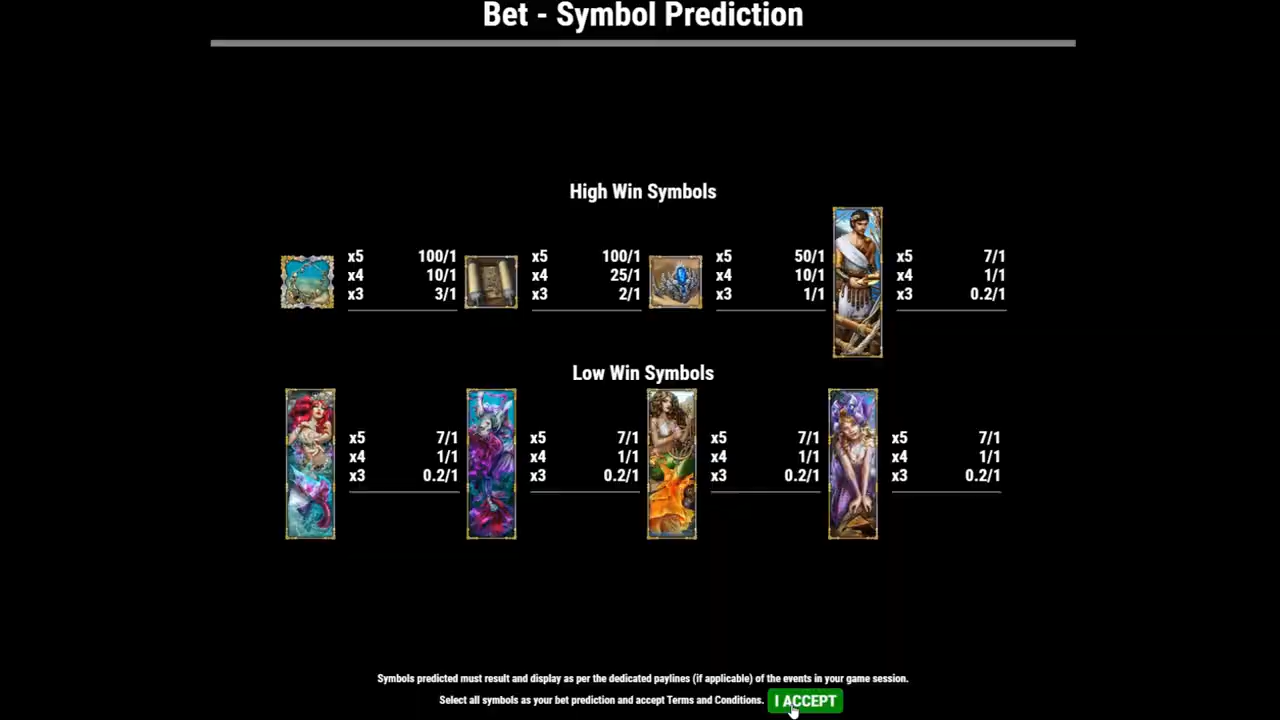 Bet - Symbol Prediction
High Win Symbols
x5 100/1 x5 100/1 x5 50/1 x5 7/1
x4 10/1 x4 25/1 x4 10/1 x4 1/1
x3 3/1 x3 2/1 x3 1/1 x3 0.2/1
Low Win Symbols
x5 7/1 x5 7/1 x5 7/1 x5 7/1
x4 1/1 x4 1/1 x4 1/1 x4 1/1
x3 0.2/1 x3 0.2/1 x3 0.2/1 x3 0.2/1
Symbols predicted must result and display as per the dedicated paylines (if applicable) of the events in your game session.
Select all symbols as your bet prediction and accept Terms and Conditions. I ACCEPT